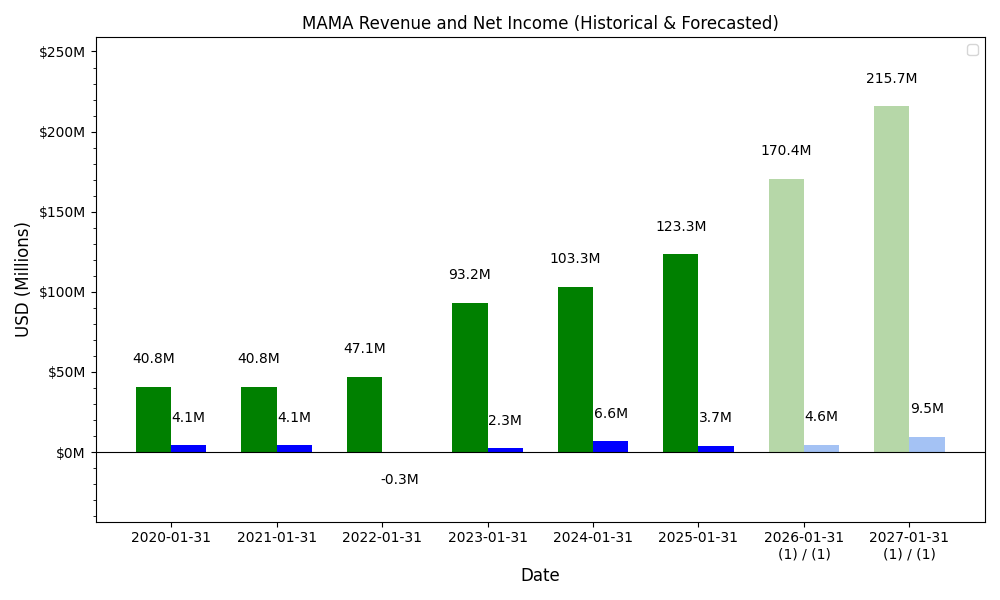 MAMA Revenue and Net Income (Historical & Forecasted)
USD (Millions)
$250M
$200M
$150M
$100M
$50M
$0M
40.8M
4.1M
40.8M
4.1M
47.1M
-0.3M
93.2M
2.3M
103.3M
6.6M
123.3M
3.7M
170.4M
4.6M
215.7M
9.5M
2020-01-31
2021-01-31
2022-01-31
2023-01-31
2024-01-31
2025-01-31
2026-01-31
(1) / (1)
2027-01-31
(1) / (1)
Date